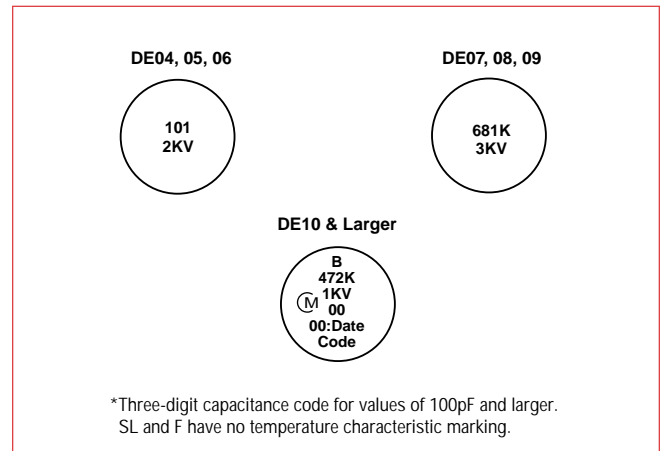 DE04, 05, 06
101
2KV
DE07, 08, 09
681K
3KV
DE10 & Larger
B
472K
1KV
M
00
00:Date
Code
*Three-digit capacitance code for values of 100pF and larger.
SL and F have no temperature characteristic marking.